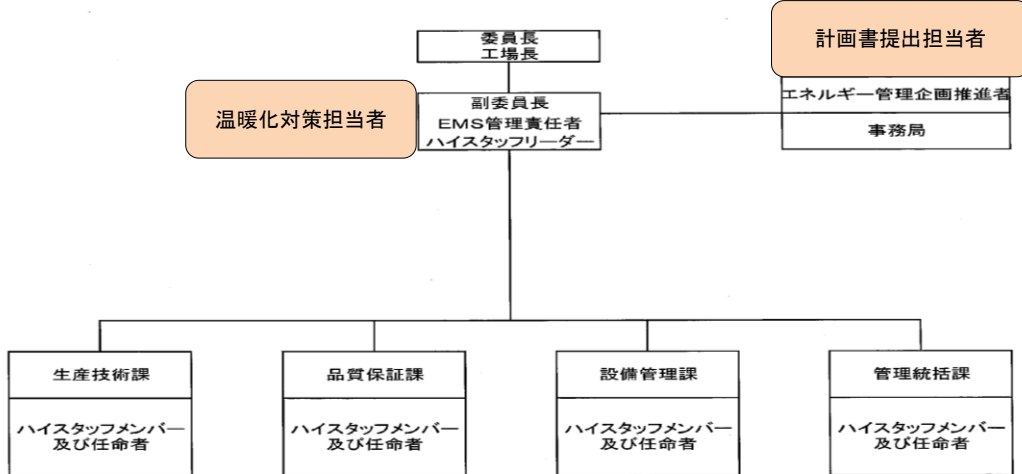 委員長
工場長
計画書提出担当者
温暖化対策担当者
副委員長
EMS管理責任者
ハイスタッフリーダー
エネルギー管理企画推進者
事務局
生産技術課
ハイスタッフメンバー
及び任命者
品質保証課
ハイスタッフメンバー
及び任命者
設備管理課
ハイスタッフメンバー
及び任命者
管理統括課
ハイスタッフメンバー
及び任命者